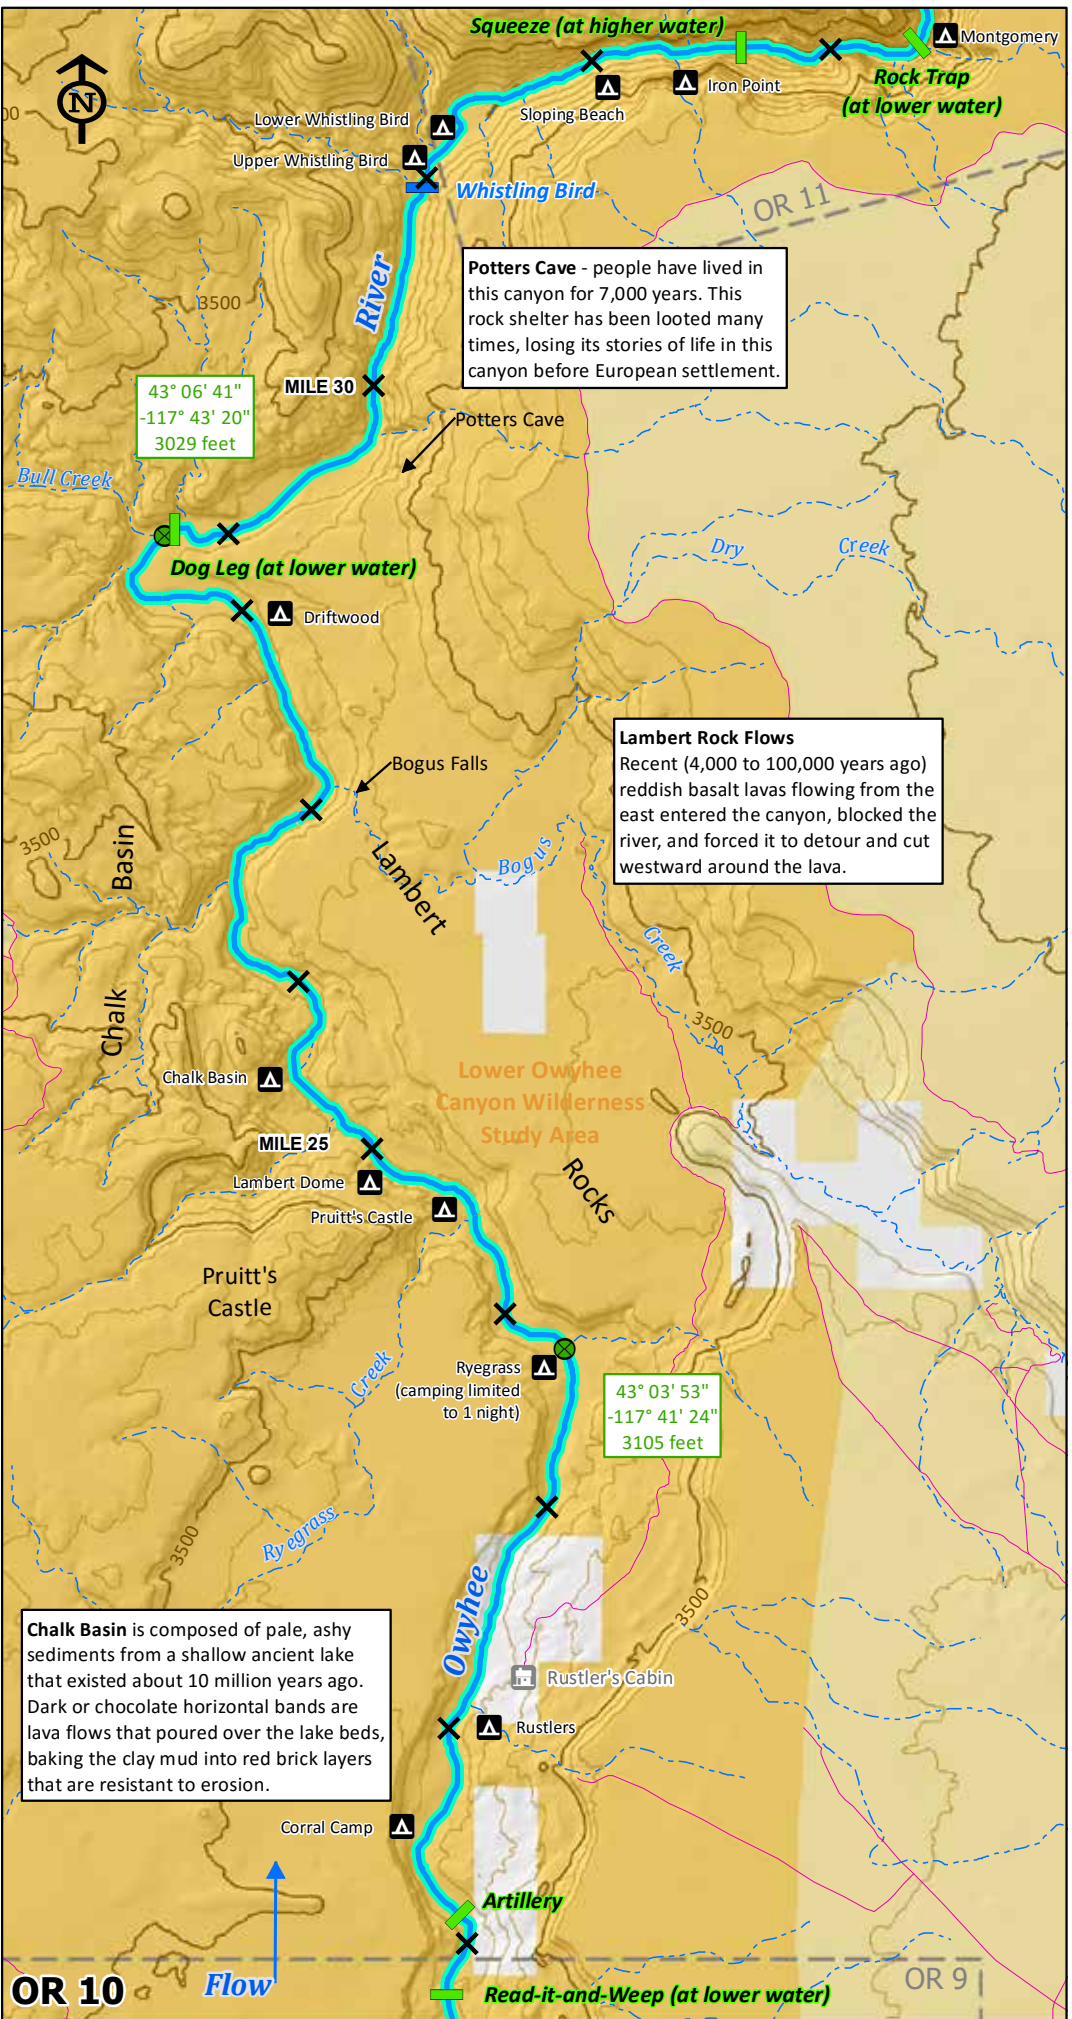 Squeeze (at higher water)
Montgomery
N
Iron Point
Rock Trap
(at lower water)
Sloping Beach
00
Lower Whistling Bird
Upper Whistling Bird
Whistling Bird
OR 11
Potters Cave - people have lived in
this canyon for 7,000 years. This
rock shelter has been looted many
times, losing its stories of life in this
canyon before European settlement.
River
3500
MILE 30
43° 06' 41"
-117° 43' 20"
3029 feet
Potters Cave
Bull Creek
Dry Creek
Dog Leg (at lower water)
Driftwood
Lambert Rock Flows
Recent (4,000 to 100,000 years ago)
reddish basalt lavas flowing from the
east entered the canyon, blocked the
river, and forced it to detour and cut
westward around the lava.
Bogus Falls
3500
Chalk Basin
Lambert Rocks
Bogus Creek
3500
Lower Owyhee
Canyon Wilderness
Study Area
Chalk Basin
MILE 25
Lambert Dome
Pruitt's Castle
Pruitt's
Castle
Ryegrass
(camping limited
to 1 night)
43° 03' 53"
-117° 41' 24"
3105 feet
Ryegrass Creek
3500
3500
Owyhee
Chalk Basin is composed of pale, ashy
sediments from a shallow ancient lake
that existed about 10 million years ago.
Dark or chocolate horizontal bands are
lava flows that poured over the lake beds,
baking the clay mud into red brick layers
that are resistant to erosion.
Rustler's Cabin
Rustlers
Corral Camp
Artillery
OR 10
Flow
OR 9
Read-it-and-Weep (at lower water)